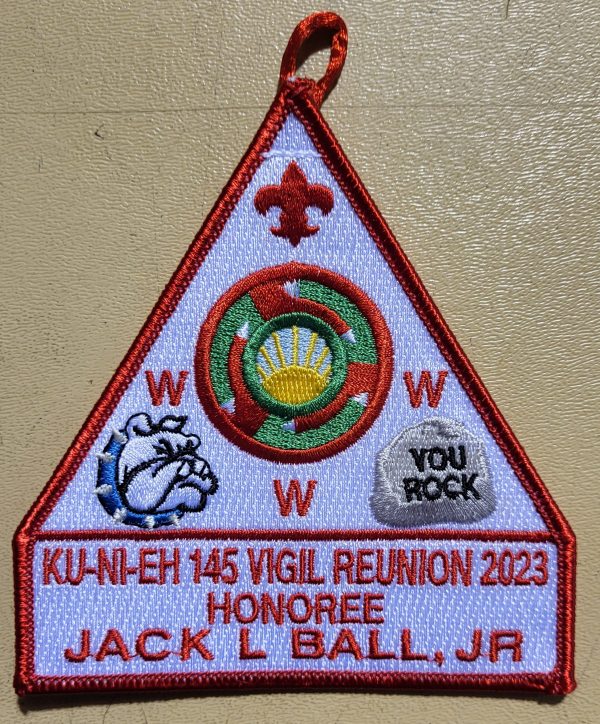 W W
W
YOU
ROCK
KU-NI-EH 145 VIGIL REUNION 2023
HONOREE
JACK L BALL, JR